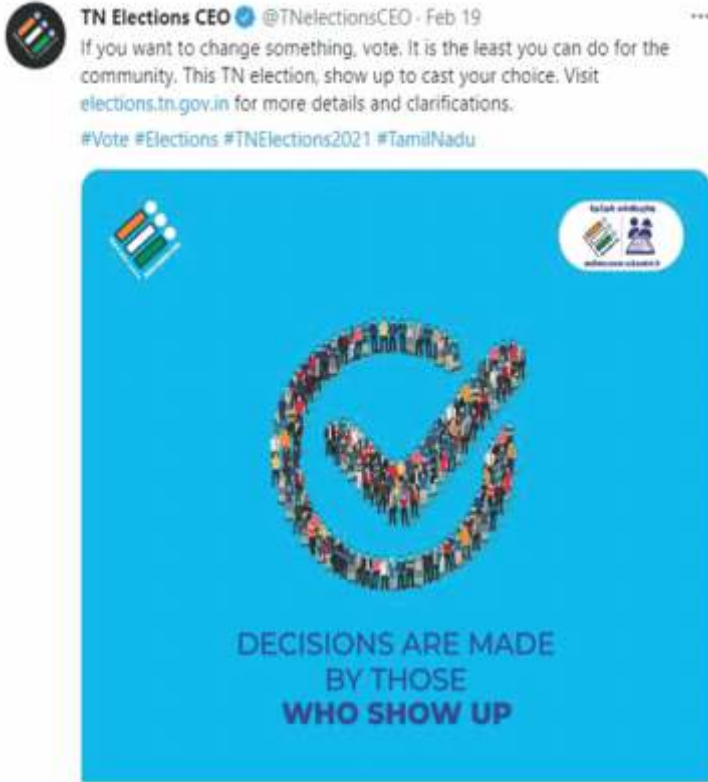 TN Elections CEO @TNelectionsCEO · Feb 19
If you want to change something, vote. It is the least you can do for the
community. This TN election, show up to cast your choice. Visit
elections.tn.gov.in for more details and clarifications.
#Vote #Elections #TNElections2021 #TamilNadu
DECISIONS ARE MADE
BY THOSE
WHO SHOW UP